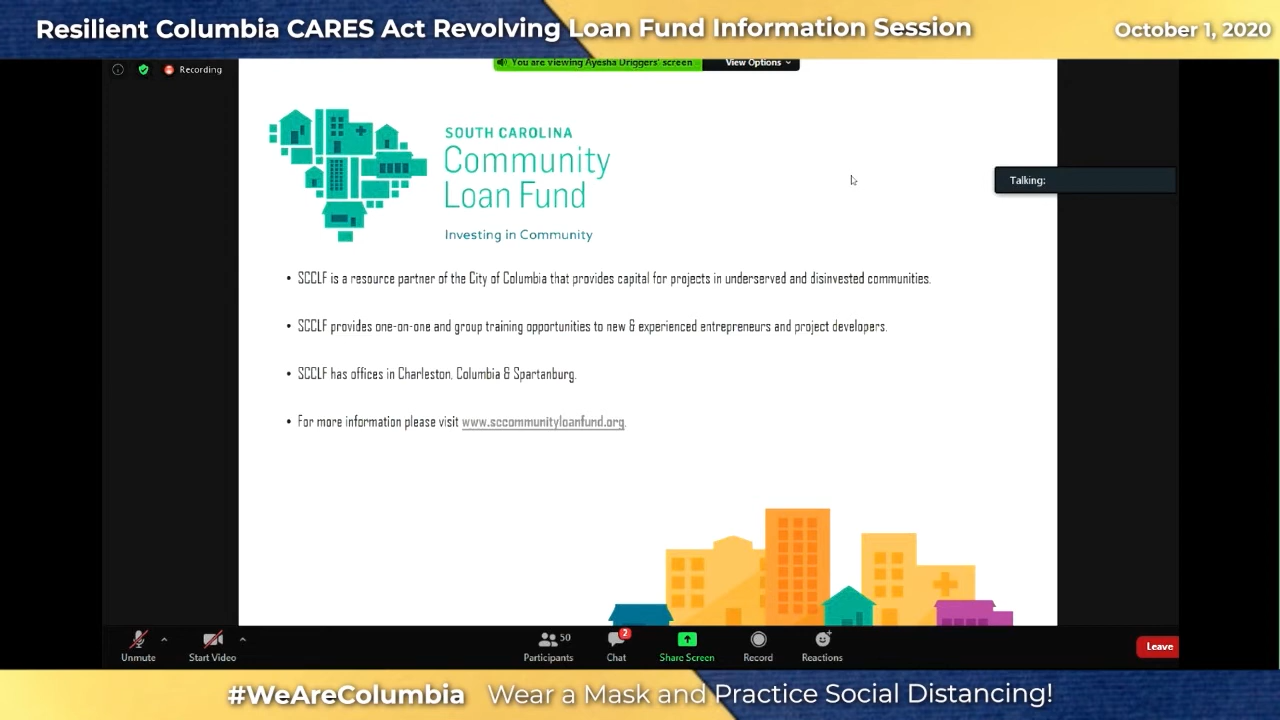 Resilient Columbia CARES Act Revolving Loan Fund Information Session
October 1, 2020
Recording
You are viewing Ayesha Driggers' screen
View Options
SOUTH CAROLINA
Community
Loan Fund
Investing in Community
Talking:
• SCCLF is a resource partner of the City of Columbia that provides capital for projects in underserved and disinvested communities.
• SCCLF provides one-on-one and group training opportunities to new & experienced entrepreneurs and project developers.
• SCCLF has offices in Charleston, Columbia & Spartanburg.
• For more information please visit www.sccommunityloanfund.org.
50
2
Unmute
Start Video
Participants
Chat
Share Screen
Record
Reactions
Leave
#WeAreColumbia Wear a Mask and Practice Social Distancing!